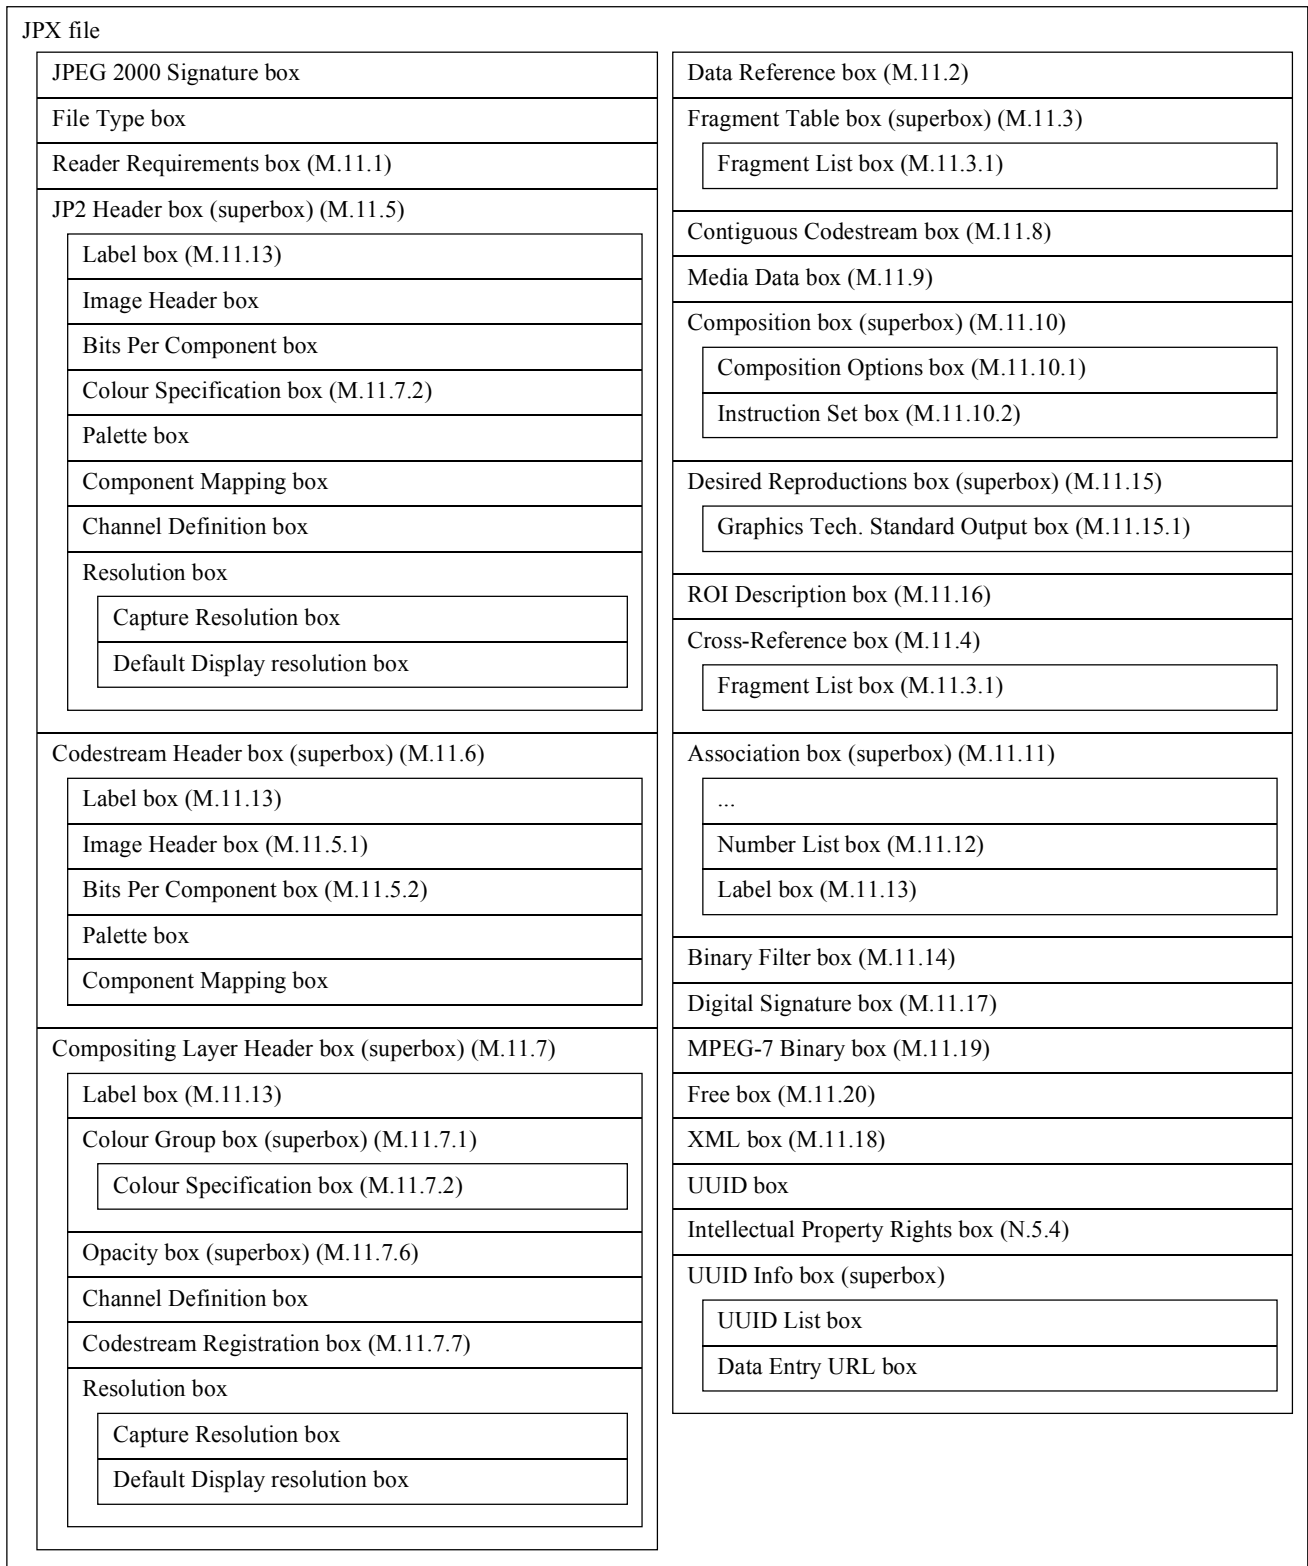 JPX file
JPEG 2000 Signature box
File Type box
Reader Requirements box (M.11.1)
JP2 Header box (superbox) (M.11.5)
Label box (M.11.13)
Image Header box
Bits Per Component box
Colour Specification box (M.11.7.2)
Palette box
Component Mapping box
Channel Definition box
Resolution box
Capture Resolution box
Default Display resolution box
Codestream Header box (superbox) (M.11.6)
Label box (M.11.13)
Image Header box (M.11.5.1)
Bits Per Component box (M.11.5.2)
Palette box
Component Mapping box
Compositing Layer Header box (superbox) (M.11.7)
Label box (M.11.13)
Colour Group box (superbox) (M.11.7.1)
Colour Specification box (M.11.7.2)
Opacity box (superbox) (M.11.7.6)
Channel Definition box
Codestream Registration box (M.11.7.7)
Resolution box
Capture Resolution box
Default Display resolution box
Data Reference box (M.11.2)
Fragment Table box (superbox) (M.11.3)
Fragment List box (M.11.3.1)
Contiguous Codestream box (M.11.8)
Media Data box (M.11.9)
Composition box (superbox) (M.11.10)
Composition Options box (M.11.10.1)
Instruction Set box (M.11.10.2)
Desired Reproductions box (superbox) (M.11.15)
Graphics Tech. Standard Output box (M.11.15.1)
ROI Description box (M.11.16)
Cross-Reference box (M.11.4)
Fragment List box (M.11.3.1)
Association box (superbox) (M.11.11)
...
Number List box (M.11.12)
Label box (M.11.13)
Binary Filter box (M.11.14)
Digital Signature box (M.11.17)
MPEG-7 Binary box (M.11.19)
Free box (M.11.20)
XML box (M.11.18)
UUID box
Intellectual Property Rights box (N.5.4)
UUID Info box (superbox)
UUID List box
Data Entry URL box